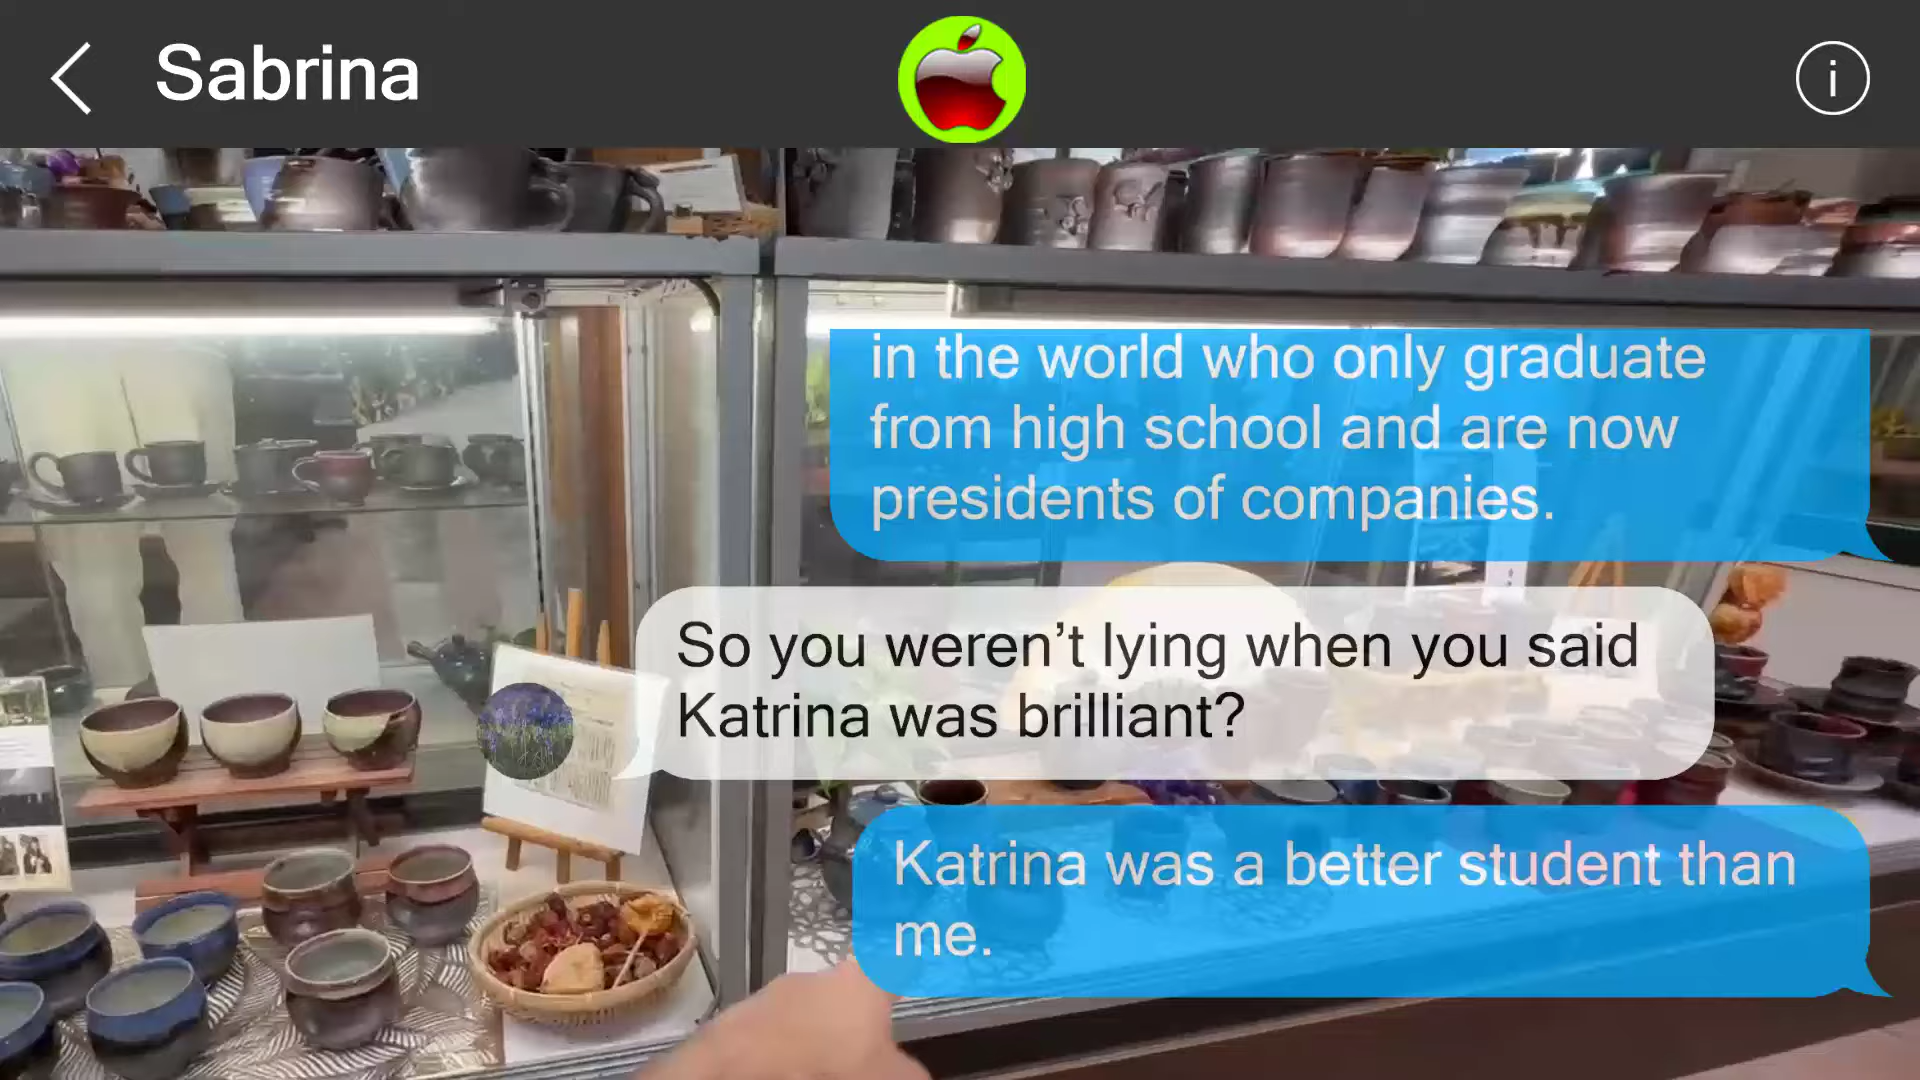 Sabrina
in the world who only graduate
from high school and are now
presidents of companies.
So you weren’t lying when you said
Katrina was brilliant?
Katrina was a better student than
me.